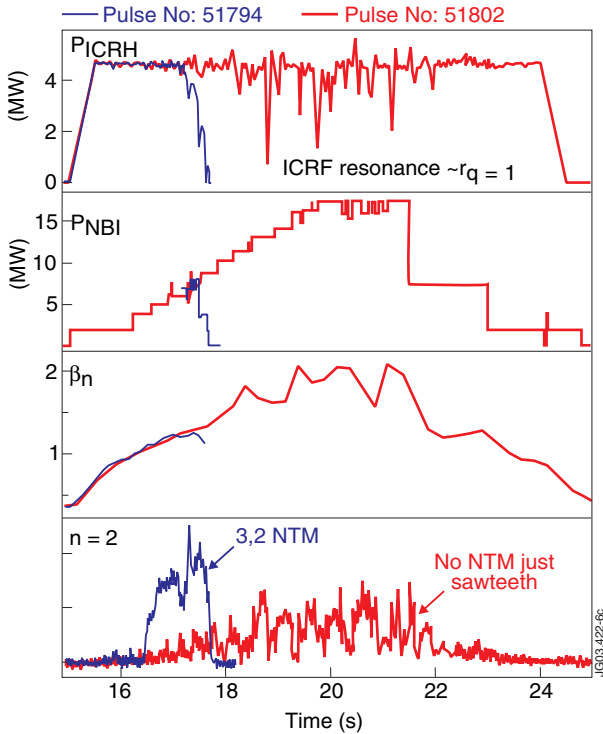 Pulse No: 51794 Pulse No: 51802
PICRH
(MW)
4
0
ICRF resonance ~rq = 1
PNBI
(MW)
15
10
5
βn
2
1
n = 2
3,2 NTM
No NTM just
sawteeth
16 18 20 22 24
Time (s)
JG03.422-6c